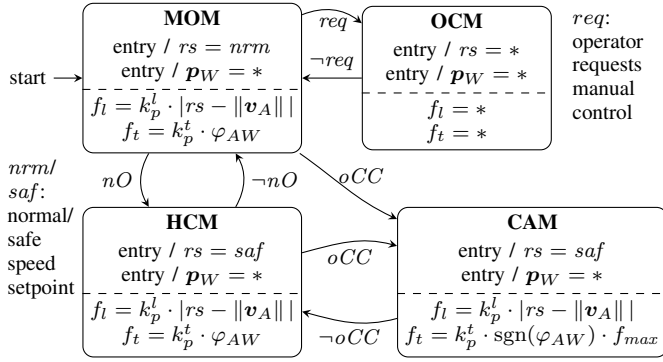 MOM
entry / rs = nrm
entry / p_W = ∗
f_l = k_p^l · |rs − ‖v_A‖ |
f_t = k_p^t · φ_AW
start
req
¬req
OCM
entry / rs = ∗
entry / p_W = ∗
f_l = ∗
f_t = ∗
req:
operator
requests
manual
control
nrm/
saf:
normal/
safe
speed
setpoint
nO
¬nO
oCC
HCM
entry / rs = saf
entry / p_W = ∗
f_l = k_p^l · |rs − ‖v_A‖ |
f_t = k_p^t · φ_AW
oCC
¬oCC
CAM
entry / rs = saf
entry / p_W = ∗
f_l = k_p^l · |rs − ‖v_A‖ |
f_t = k_p^t · sgn(φ_AW) · f_max